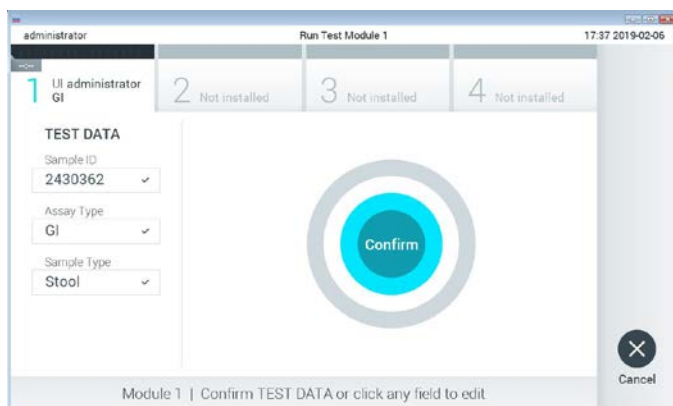 administrator Run Test Module 1 17:37 2019-02-06
1 UI administrator GI
2 Not installed
3 Not installed
4 Not installed
TEST DATA
Sample ID
2430362
Assay Type
GI
Sample Type
Stool
Confirm
Cancel
Module 1 | Confirm TEST DATA or click any field to edit